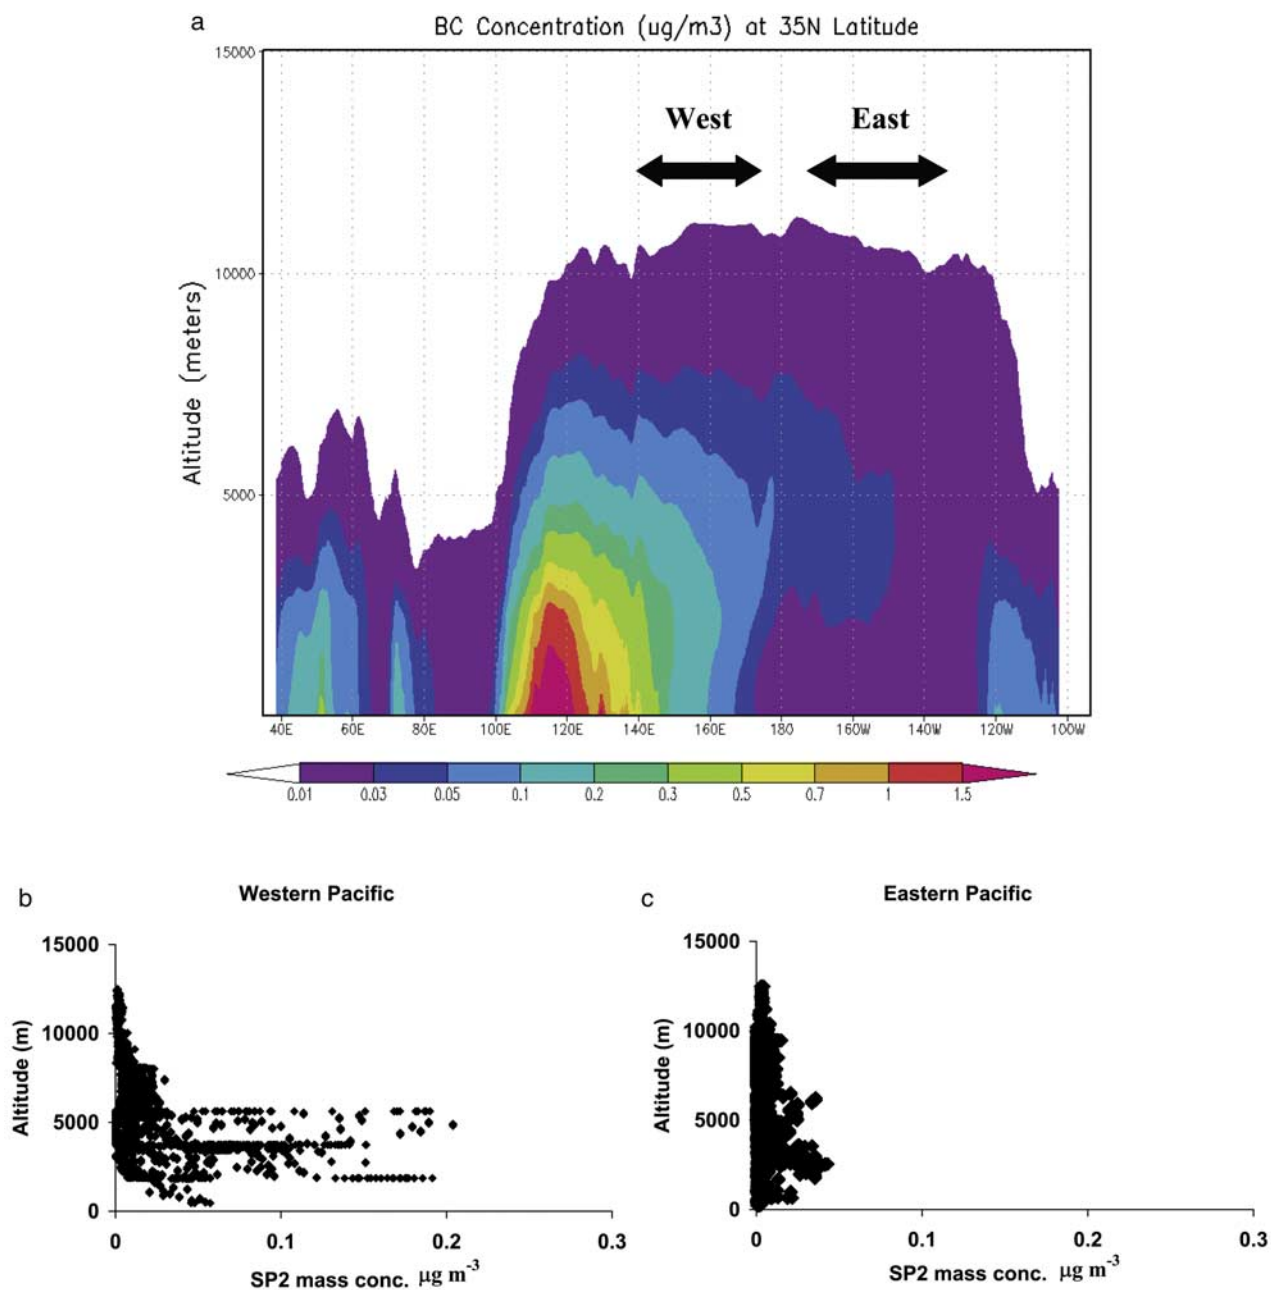 a
BC Concentration (ug/m3) at 35N Latitude
15000
West East
10000
Altitude (meters)
5000
40E 60E 80E 100E 120E 140E 160E 180 160W 140W 120W 100W
0.01 0.03 0.05 0.1 0.2 0.3 0.5 0.7 1 1.5
b
Western Pacific
15000
10000
5000
0
Altitude (m)
0 0.1 0.2 0.3
SP2 mass conc. μg m⁻³
c
Eastern Pacific
15000
10000
5000
0
Altitude (m)
0 0.1 0.2 0.3
SP2 mass conc. μg m⁻³